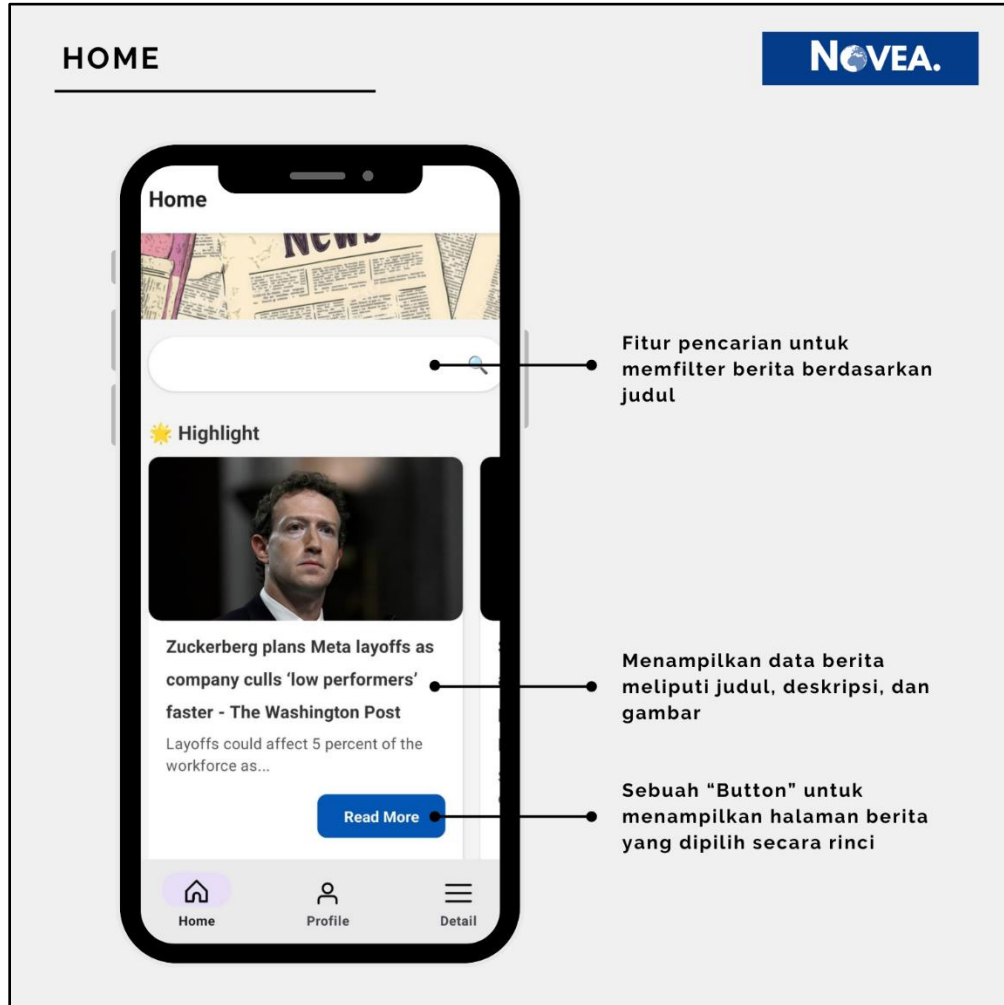 HOME
NOVEA.
Home
News
Fitur pencarian untuk
memfilter berita berdasarkan
judul
🌟 Highlight
Zuckerberg plans Meta layoffs as
company culls ‘low performers’
faster - The Washington Post
Layoffs could affect 5 percent of the
workforce as...
Menampilkan data berita
meliputi judul, deskripsi, dan
gambar
Read More
Sebuah “Button” untuk
menampilkan halaman berita
yang dipilih secara rinci
Home
Profile
Detail